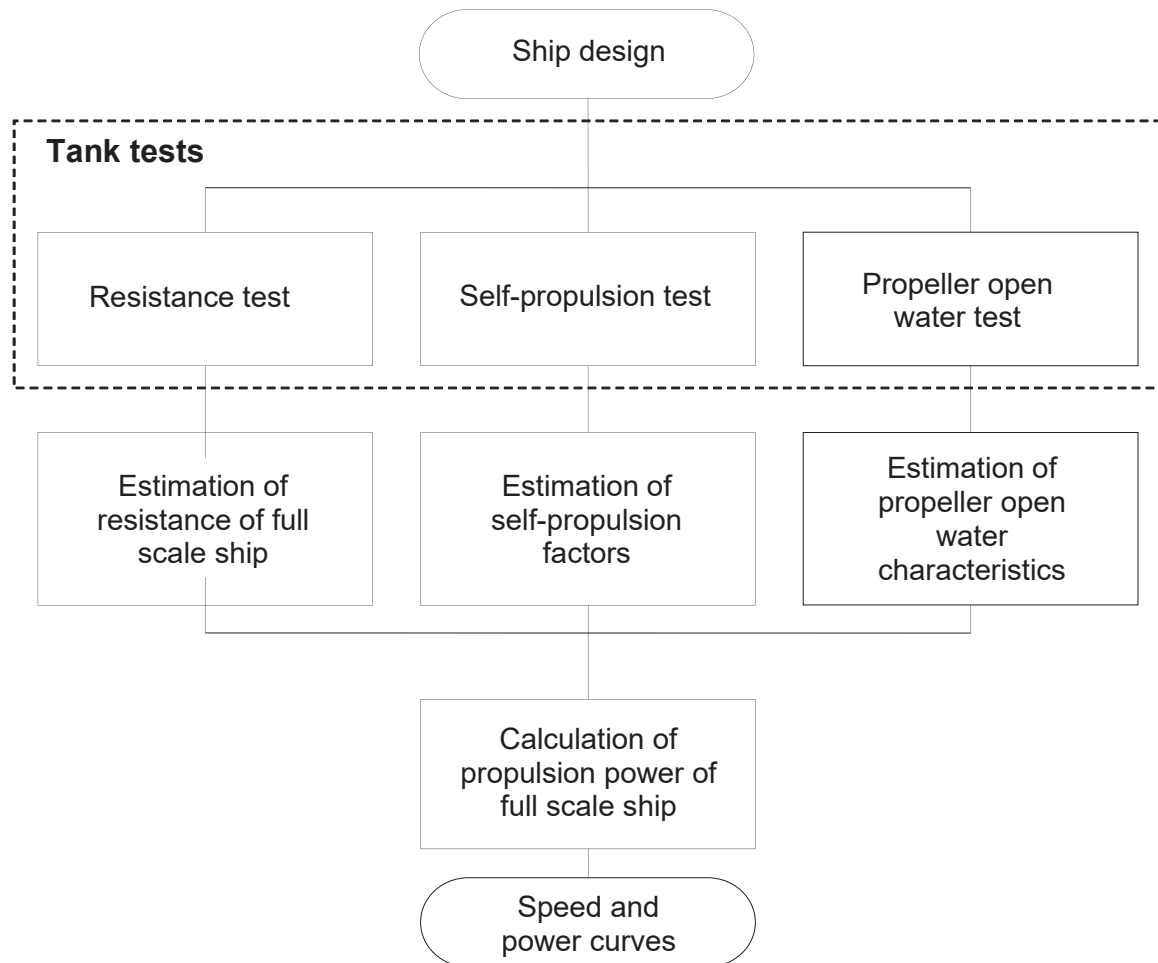 Ship design
Tank tests
Resistance test
Self-propulsion test
Propeller open
water test
Estimation of
resistance of full
scale ship
Estimation of
self-propulsion
factors
Estimation of
propeller open
water
characteristics
Calculation of
propulsion power of
full scale ship
Speed and
power curves